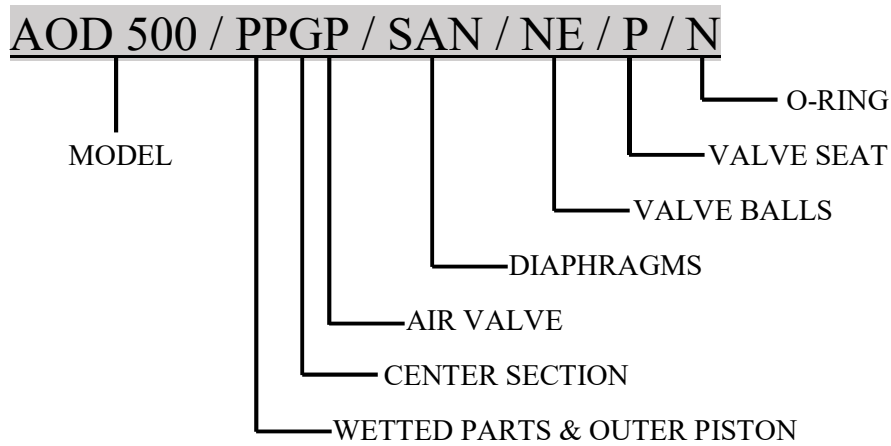 AOD 500 / PPGP / SAN / NE / P / N
O-RING
MODEL
VALVE SEAT
VALVE BALLS
DIAPHRAGMS
AIR VALVE
CENTER SECTION
WETTED PARTS & OUTER PISTON